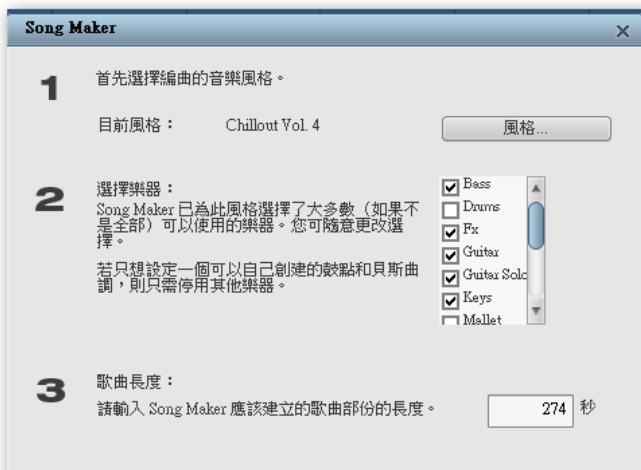 Song Maker
1
首先選擇編曲的音樂風格。
目前風格： Chillout Vol. 4 風格...
2
選擇樂器：
Song Maker 已為此風格選擇了大多數（如果不
是全部）可以使用的樂器。您可隨意更改選
擇。
若只想設定一個可以自己創建的鼓點和貝斯曲
調，則只需停用其他樂器。
Bass
Drums
Fx
Guitar
Guitar Solo
Keys
Mallet
3
歌曲長度：
請輸入 Song Maker 應該建立的歌曲部份的長度。 274 秒